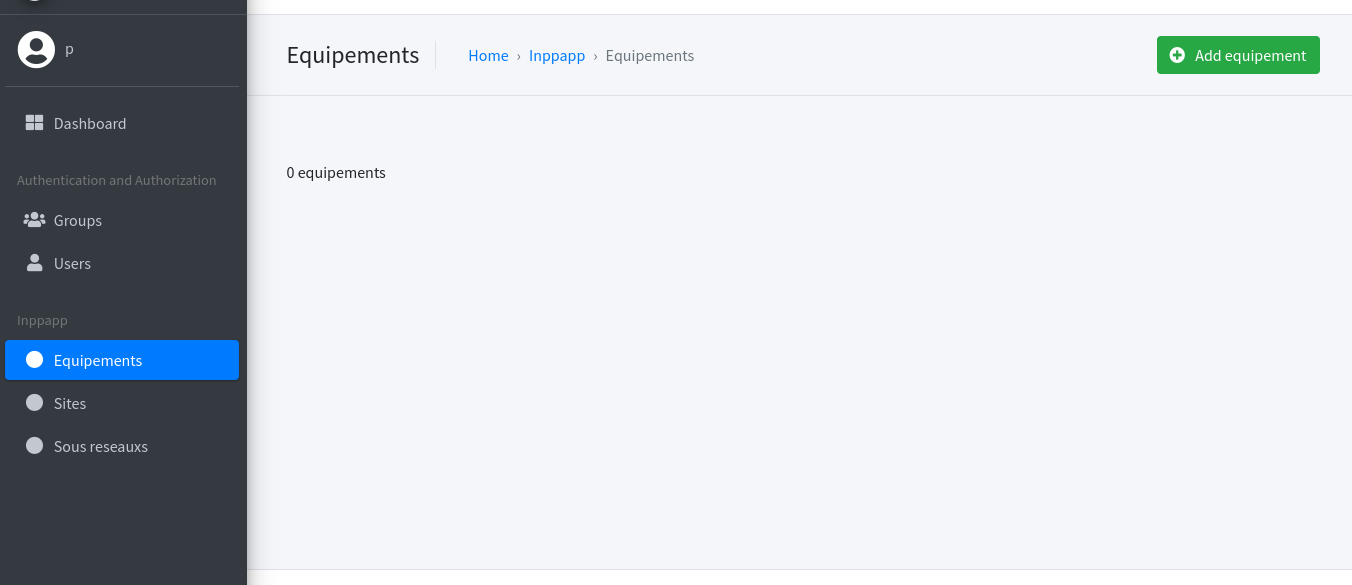 p
Equipements
Home › Inppapp › Equipements
Add equipement
Dashboard
Authentication and Authorization
Groups
Users
Inppapp
Equipements
Sites
Sous reseauxs
0 equipements